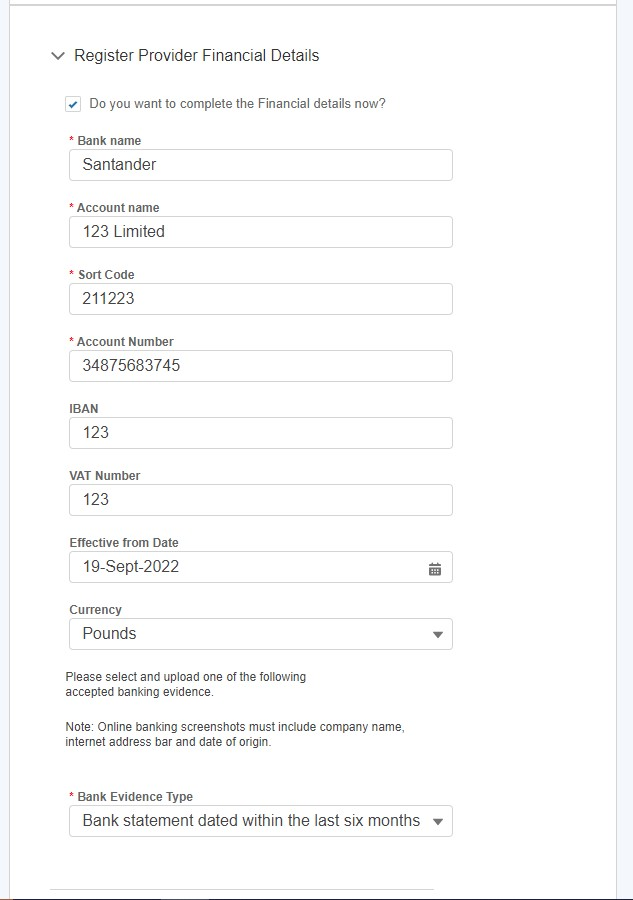 Register Provider Financial Details
Do you want to complete the Financial details now?
* Bank name
Santander
* Account name
123 Limited
* Sort Code
211223
* Account Number
34875683745
IBAN
123
VAT Number
123
Effective from Date
19-Sept-2022
Currency
Pounds
Please select and upload one of the following
accepted banking evidence.
Note: Online banking screenshots must include company name,
internet address bar and date of origin.
* Bank Evidence Type
Bank statement dated within the last six months